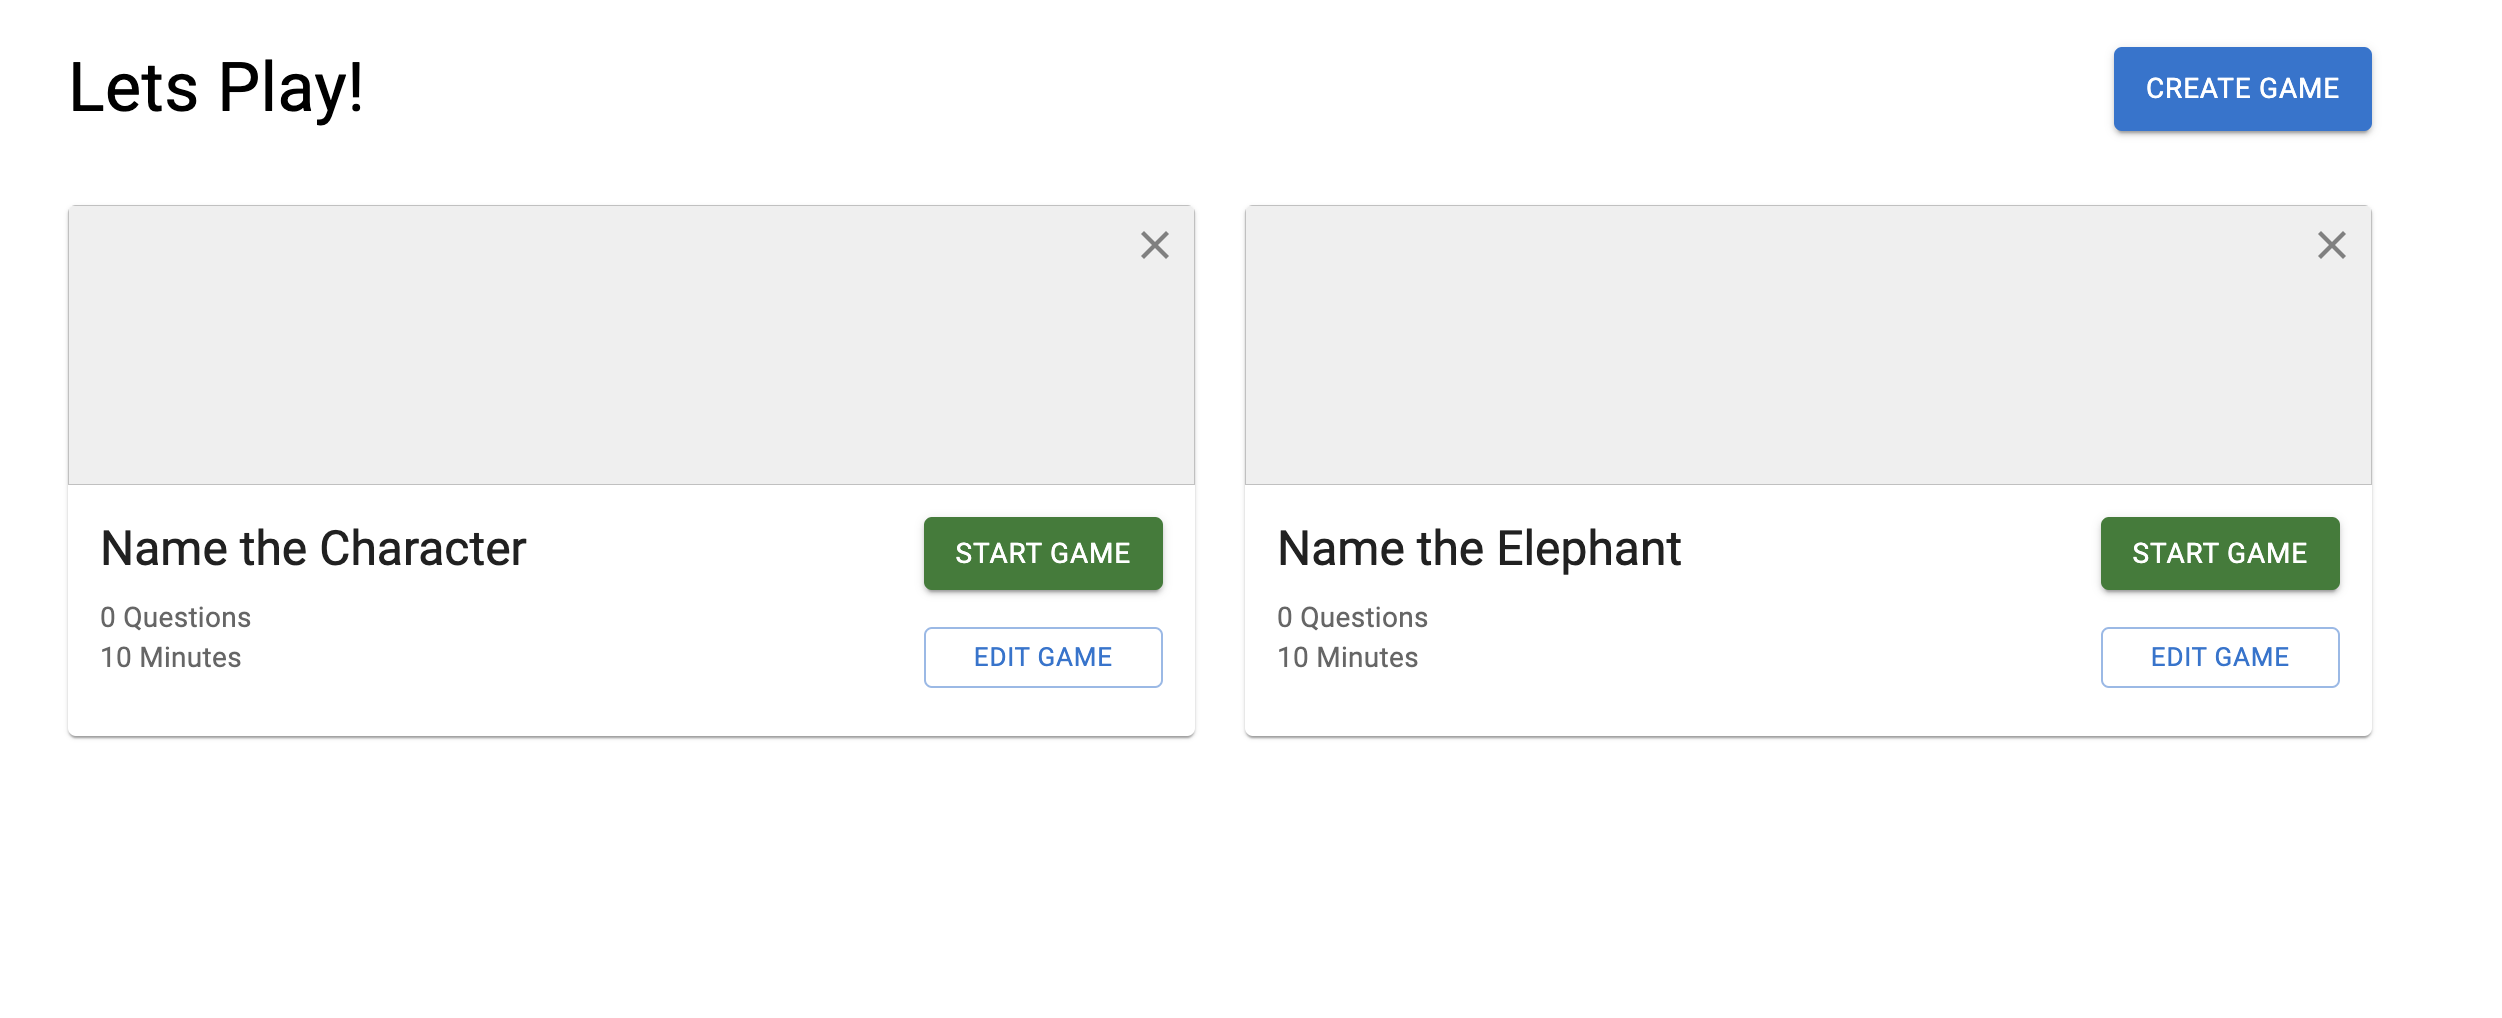 Lets Play!
CREATE GAME
Name the Character
START GAME
0 Questions
10 Minutes
EDIT GAME
Name the Elephant
START GAME
0 Questions
10 Minutes
EDIT GAME